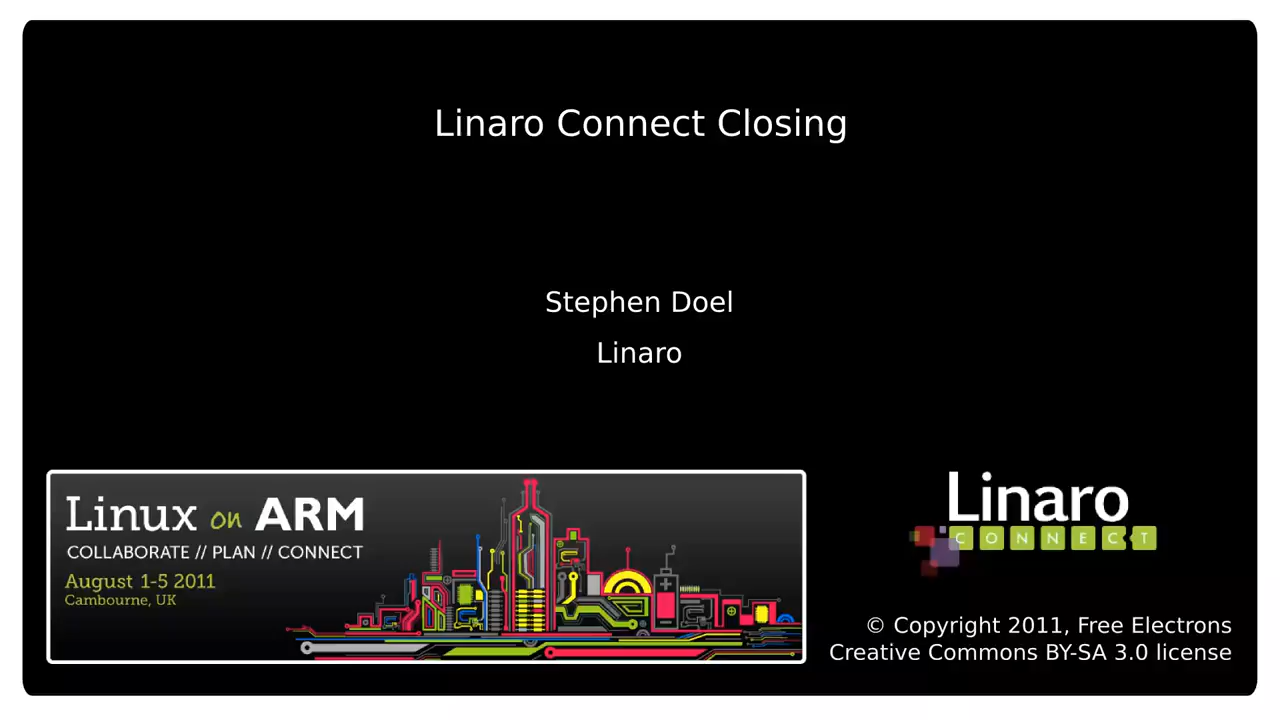 Linaro Connect Closing
Stephen Doel
Linaro
Linux on ARM
COLLABORATE // PLAN // CONNECT
August 1-5 2011
Cambourne, UK
Linaro
CONNECT
© Copyright 2011, Free Electrons
Creative Commons BY-SA 3.0 license